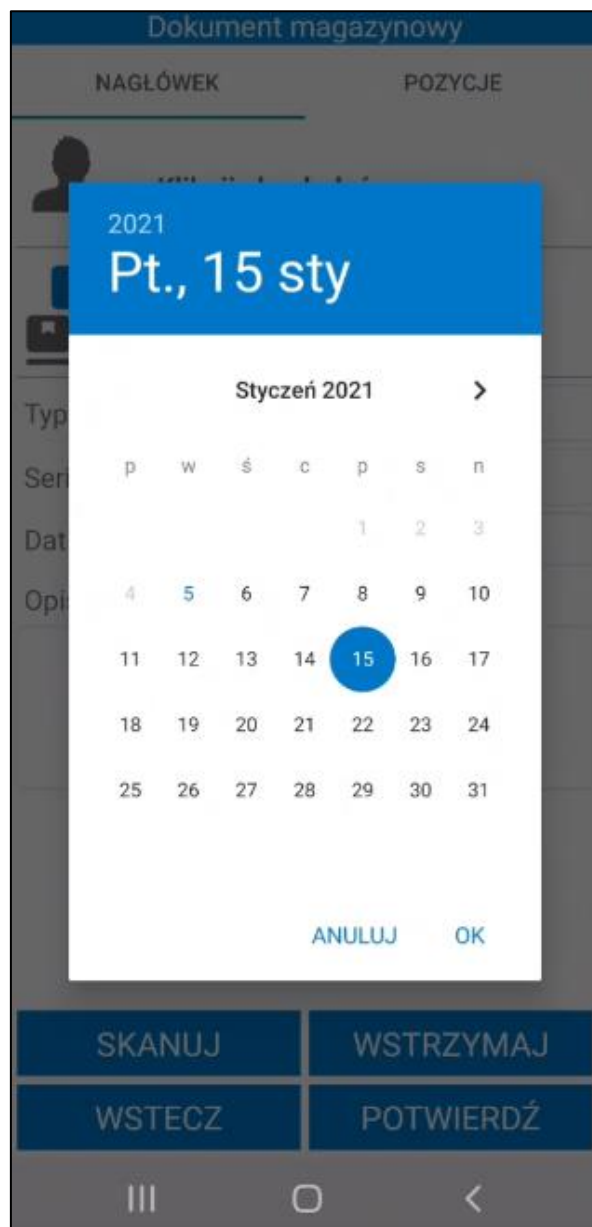 Dokument magazynowy
NAGŁÓWEK POZYCJE
2021
Pt., 15 sty
Styczeń 2021
p w ś c p s n
1 2 3
4 5 6 7 8 9 10
11 12 13 14 15 16 17
18 19 20 21 22 23 24
25 26 27 28 29 30 31
Typ
Seri
Dat
Opis
ANULUJ OK
SKANUJ WSTRZYMAJ
WSTECZ POTWIERDŹ